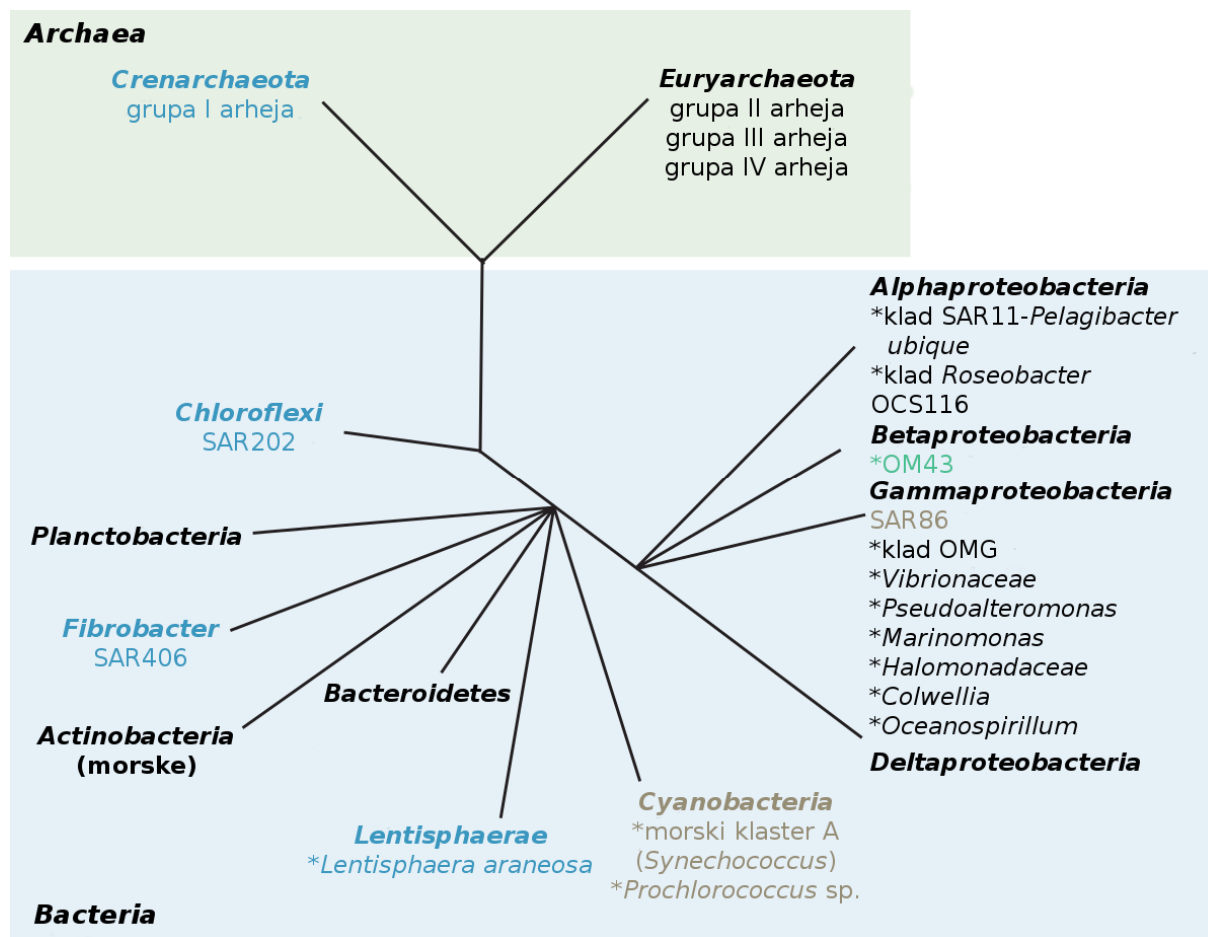 Archaea
Crenarchaeota
grupa I arheja
Euryarchaeota
grupa II arheja
grupa III arheja
grupa IV arheja
Alphaproteobacteria
*klad SAR11-Pelagibacter
ubique
*klad Roseobacter
OCS116
Betaproteobacteria
*OM43
Gammaproteobacteria
SAR86
*klad OMG
*Vibrionaceae
*Pseudoalteromonas
*Marinomonas
*Halomonadaceae
*Colwellia
*Oceanospirillum
Deltaproteobacteria
Chloroflexi
SAR202
Planctobacteria
Fibrobacter
SAR406
Bacteroidetes
Actinobacteria
(morske)
Lentisphaerae
*Lentisphaera araneosa
Cyanobacteria
*morski klaster A
(Synechococcus)
*Prochlorococcus sp.
Bacteria